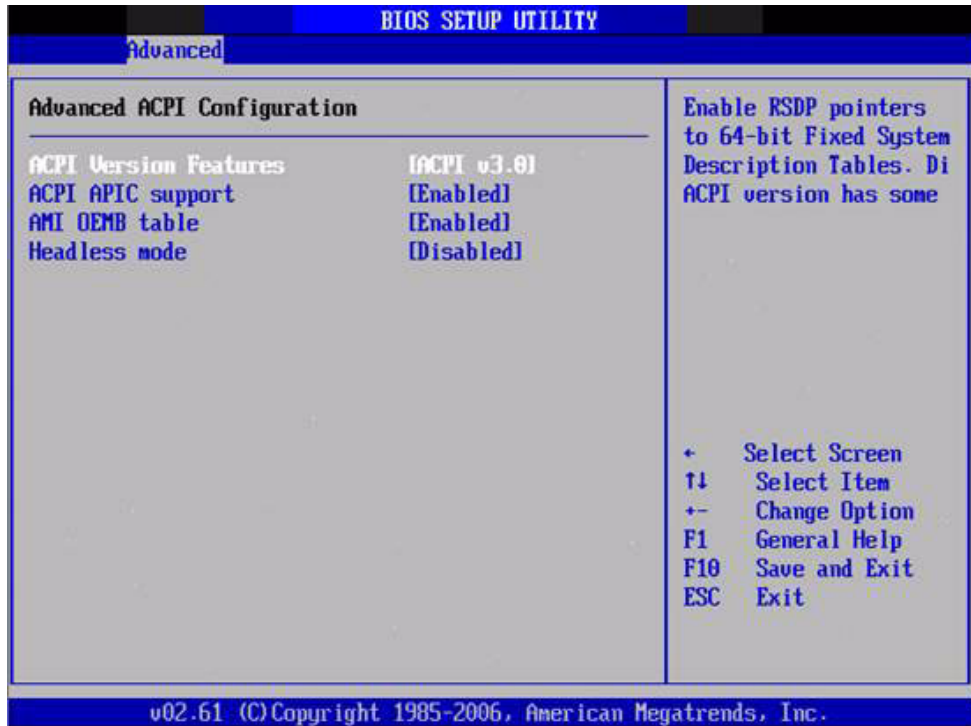 BIOS SETUP UTILITY
Advanced
Advanced ACPI Configuration
ACPI Version Features [ACPI v3.0]
ACPI APIC support [Enabled]
AMI OEMB table [Enabled]
Headless mode [Disabled]
Enable RSDP pointers
to 64-bit Fixed System
Description Tables. Di
ACPI version has some
← Select Screen
↑↓ Select Item
+- Change Option
F1 General Help
F10 Save and Exit
ESC Exit
v02.61 (C)Copyright 1985-2006, American Megatrends, Inc.